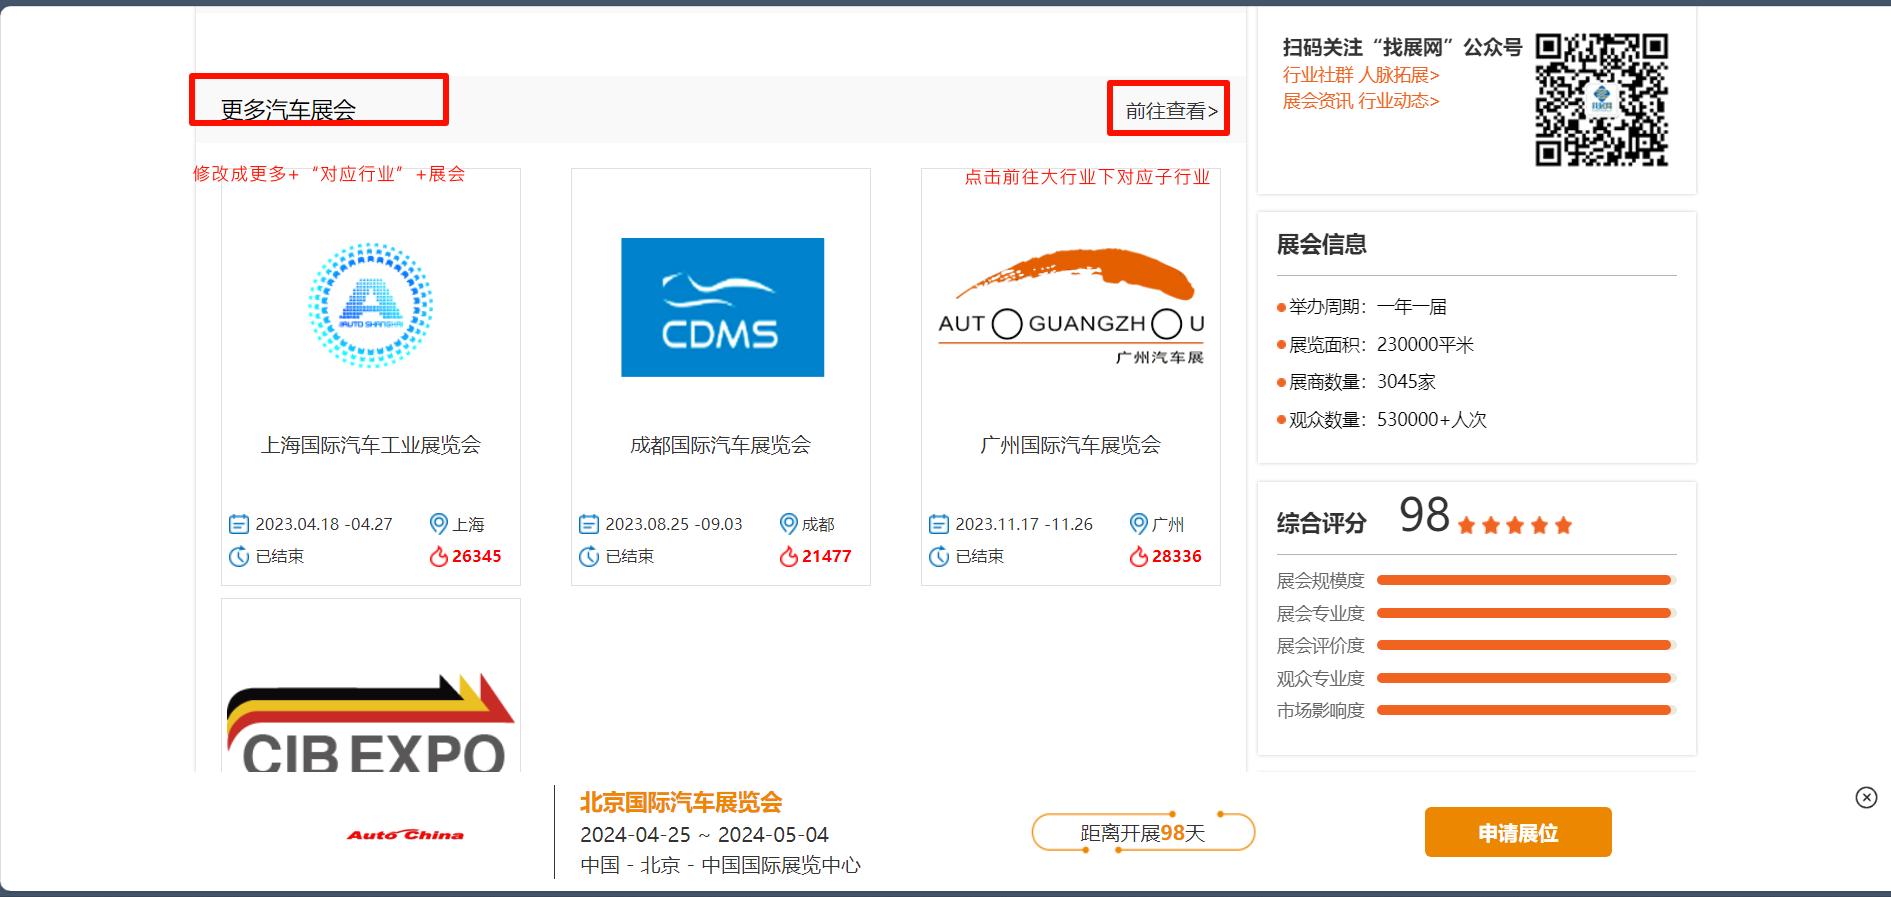 更多汽车展会
前往查看>
修改成更多+“对应行业”+展会
点击前往大行业下对应子行业
AUTO SHANGHAI
上海国际汽车工业展览会
2023.04.18 -04.27
上海
已结束
26345
CDMS
成都国际汽车展览会
2023.08.25 -09.03
成都
已结束
21477
AUTO GUANGZHOU
广州汽车展
广州国际汽车展览会
2023.11.17 -11.26
广州
已结束
28336
CIB EXPO
扫码关注“找展网”公众号
行业社群 人脉拓展>
展会资讯 行业动态>
找展网
展会信息
举办周期：一年一届
展览面积：230000平米
展商数量：3045家
观众数量：530000+人次
综合评分 98
展会规模度
展会专业度
展会评价度
观众专业度
市场影响度
Auto China
北京国际汽车展览会
2024-04-25 ~ 2024-05-04
中国 - 北京 - 中国国际展览中心
距离开展98天
申请展位